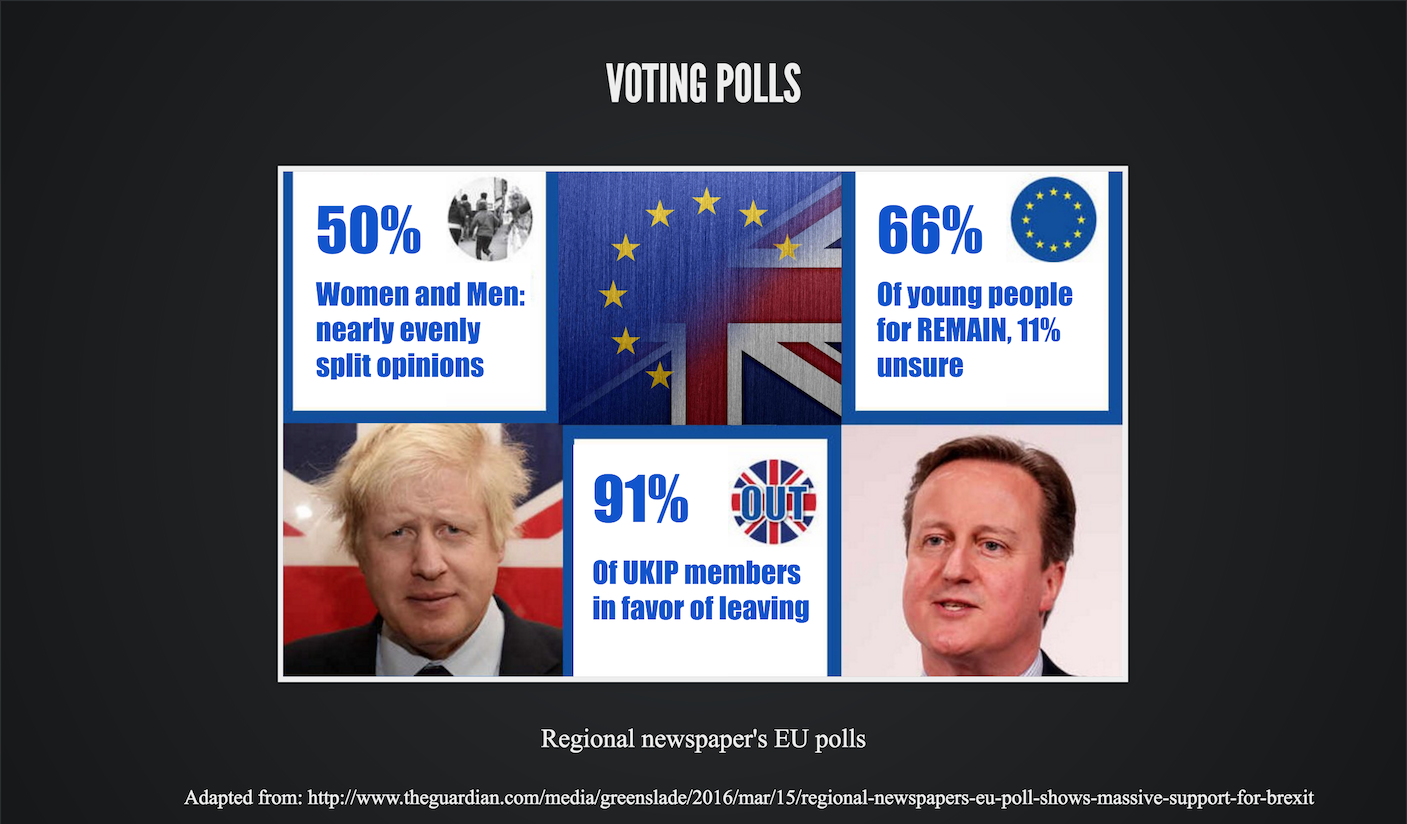 VOTING POLLS
50%
Women and Men:
nearly evenly
split opinions
66%
Of young people
for REMAIN, 11%
unsure
91%
OUT
Of UKIP members
in favor of leaving
Regional newspaper's EU polls
Adapted from: http://www.theguardian.com/media/greenslade/2016/mar/15/regional-newspapers-eu-poll-shows-massive-support-for-brexit